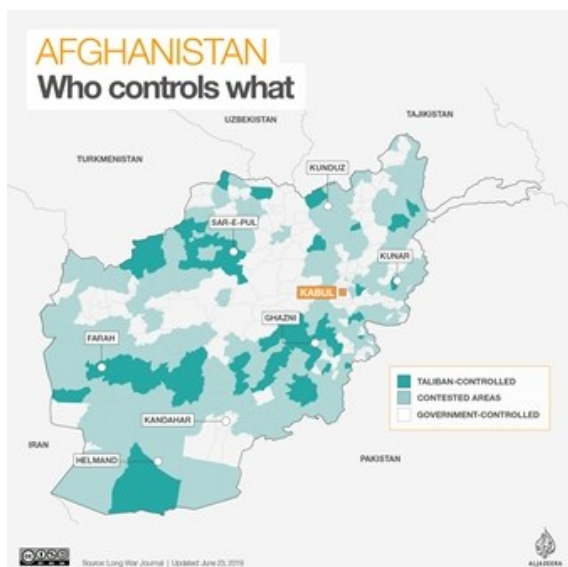 AFGHANISTAN
Who controls what
UZBEKISTAN
TAJIKISTAN
TURKMENISTAN
KUNDUZ
SAR-E-PUL
KUNAR
KABUL
GHAZNI
FARAH
TALIBAN-CONTROLLED
CONTESTED AREAS
GOVERNMENT-CONTROLLED
KANDAHAR
IRAN
HELMAND
PAKISTAN
Source: Long War Journal | Updated June 23, 2019
ALJAZEERA